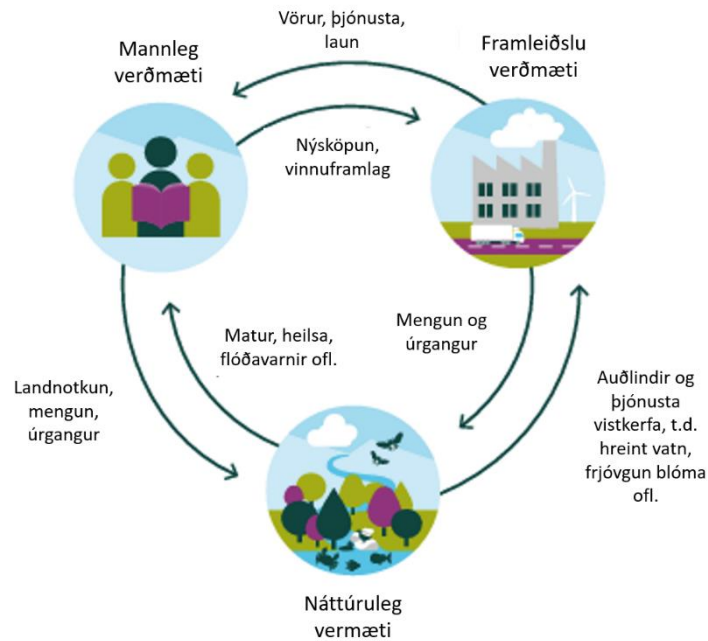 Vörur, þjónusta,
laun
Mannleg
verðmæti
Framleiðslu
verðmæti
Nýsköpun,
vinnuframlag
Matur, heilsa,
flóðavarnir ofl.
Mengun og
úrgangur
Landnotkun,
mengun,
úrgangur
Auðlindir og
þjónusta
vistkerfa, t.d.
hreint vatn,
frjóvgun blóma
ofl.
Náttúruleg
vermæti